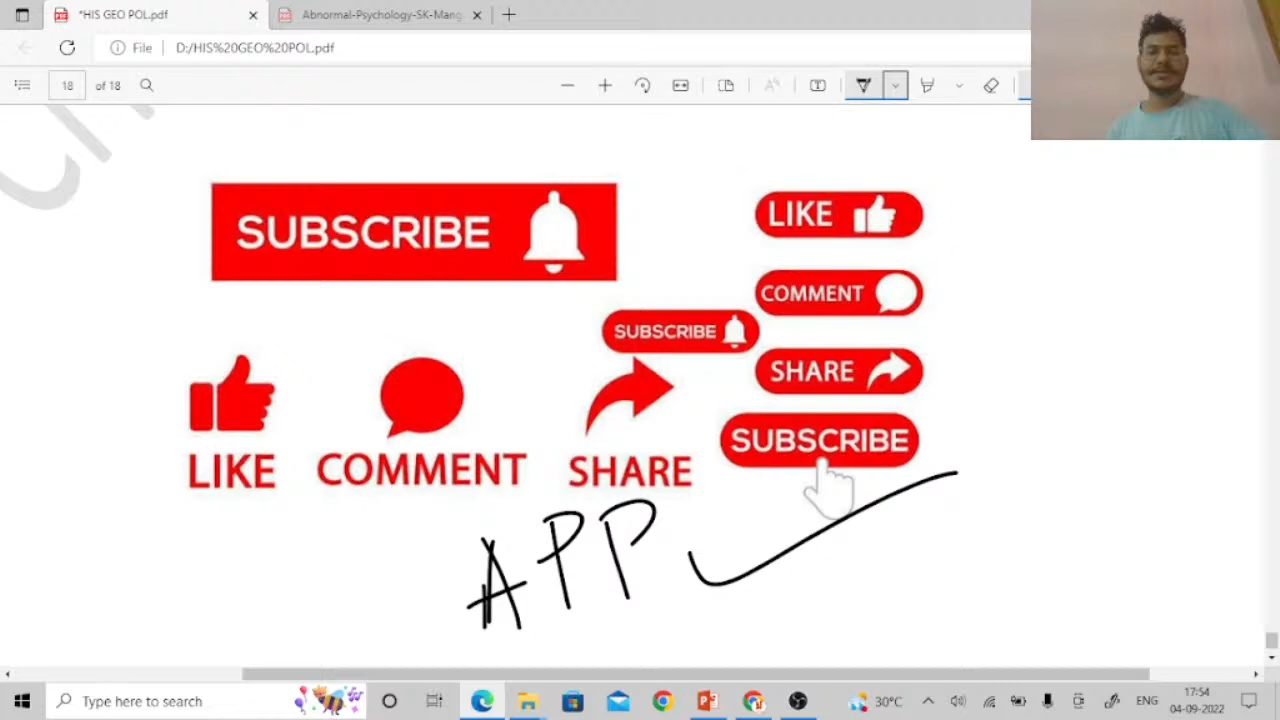 *HIS GEO POL.pdf
Abnormal-Psychology-SK-Mang
File
D:/HIS%20GEO%20POL.pdf
18
of 18
SUBSCRIBE
LIKE
COMMENT
SUBSCRIBE
SHARE
SUBSCRIBE
LIKE
COMMENT
SHARE
APP
Type here to search
30°C
ENG
17:54
04-09-2022